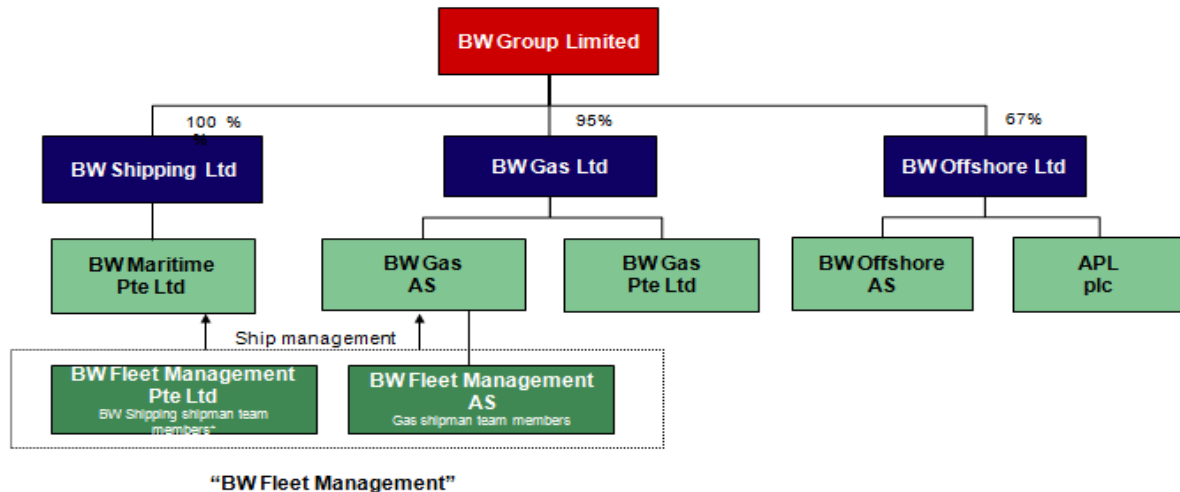 BW Group Limited
100 %
%
95%
67%
BW Shipping Ltd
BW Gas Ltd
BW Offshore Ltd
BW Maritime
Pte Ltd
BW Gas
AS
BW Gas
Pte Ltd
BW Offshore
AS
APL
plc
Ship management
BW Fleet Management
Pte Ltd
BW Shipping shipman team
members*
BW Fleet Management
AS
Gas shipman team members
“BW Fleet Management”